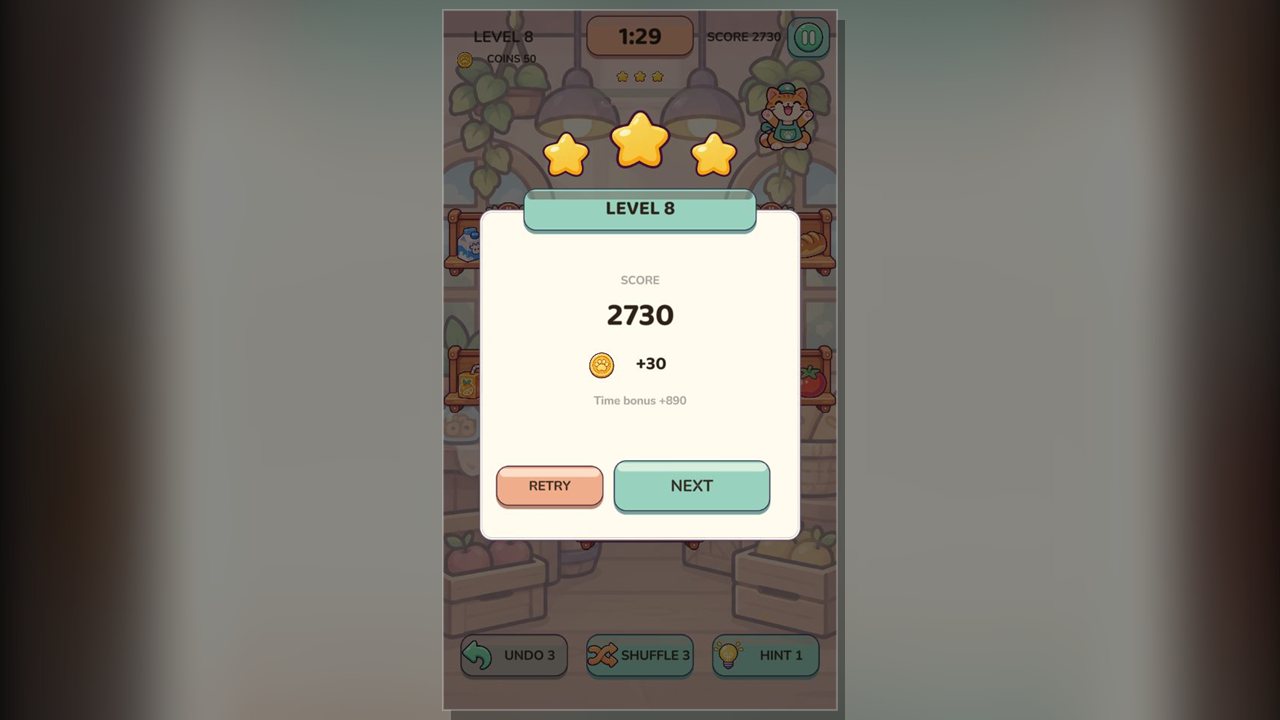 LEVEL 8
1:29
SCORE 2730
COINS 50
LEVEL 8
SCORE
2730
+30
Time bonus +890
RETRY
NEXT
UNDO 3
SHUFFLE 3
HINT 1